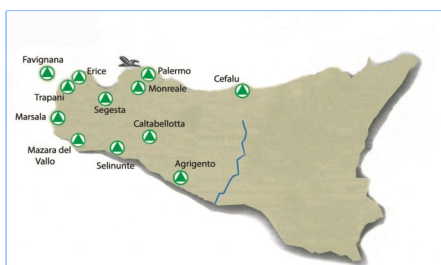 Favignana
Erice
Palermo
Trapani
Monreale
Cefalu
Segesta
Marsala
Caltabellotta
Mazara del
Vallo
Selinunte
Agrigento